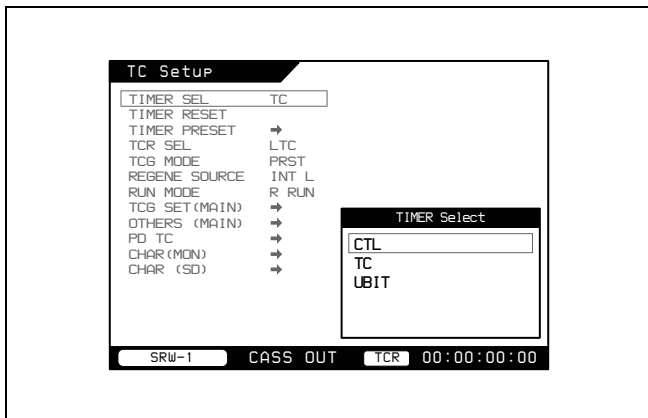 TC Setup
TIMER SEL TC
TIMER RESET
TIMER PRESET ➡
TCR SEL LTC
TCG MODE PRST
REGENE SOURCE INT L
RUN MODE R RUN
TCG SET(MAIN) ➡
OTHERS (MAIN) ➡
PD TC ➡
CHAR(MON) ➡
CHAR (SD) ➡
TIMER Select
CTL
TC
UBIT
SRW-1 CASS OUT TCR 00:00:00:00